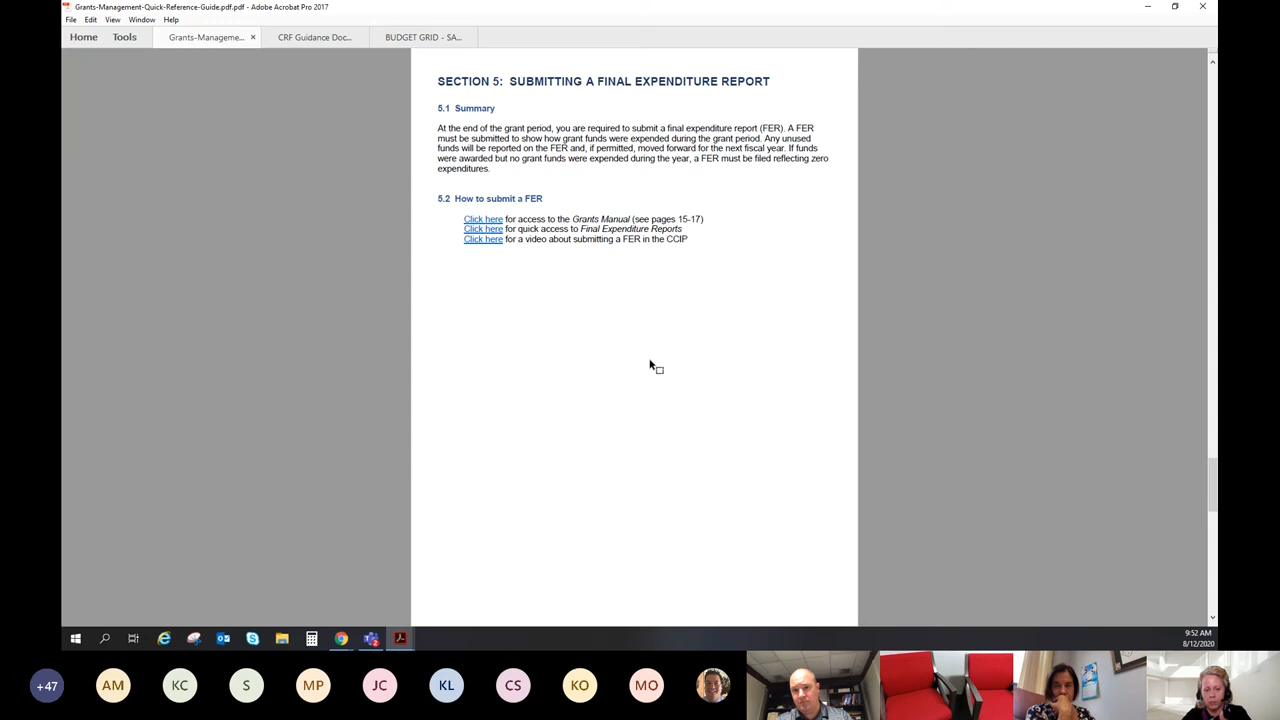 Grants-Management-Quick-Reference-Guide.pdf.pdf - Adobe Acrobat Pro 2017
File Edit View Window Help
Home Tools Grants-Manageme... × CRF Guidance Doc... BUDGET GRID - SA...
SECTION 5: SUBMITTING A FINAL EXPENDITURE REPORT
5.1 Summary
At the end of the grant period, you are required to submit a final expenditure report (FER). A FER
must be submitted to show how grant funds were expended during the grant period. Any unused
funds will be reported on the FER and, if permitted, moved forward for the next fiscal year. If funds
were awarded but no grant funds were expended during the year, a FER must be filed reflecting zero
expenditures.
5.2 How to submit a FER
Click here for access to the Grants Manual (see pages 15-17)
Click here for quick access to Final Expenditure Reports
Click here for a video about submitting a FER in the CCIP
9:52 AM
8/12/2020
+47 AM KC S MP JC KL CS KO MO